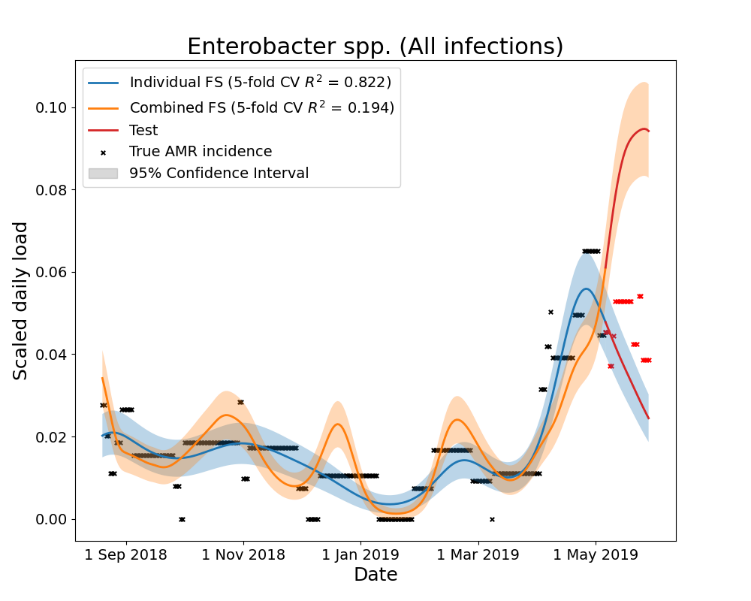 Enterobacter spp. (All infections)
Individual FS (5-fold CV R² = 0.822)
Combined FS (5-fold CV R² = 0.194)
Test
True AMR incidence
95% Confidence Interval
Scaled daily load
0.10
0.08
0.06
0.04
0.02
0.00
1 Sep 2018 1 Nov 2018 1 Jan 2019 1 Mar 2019 1 May 2019
Date